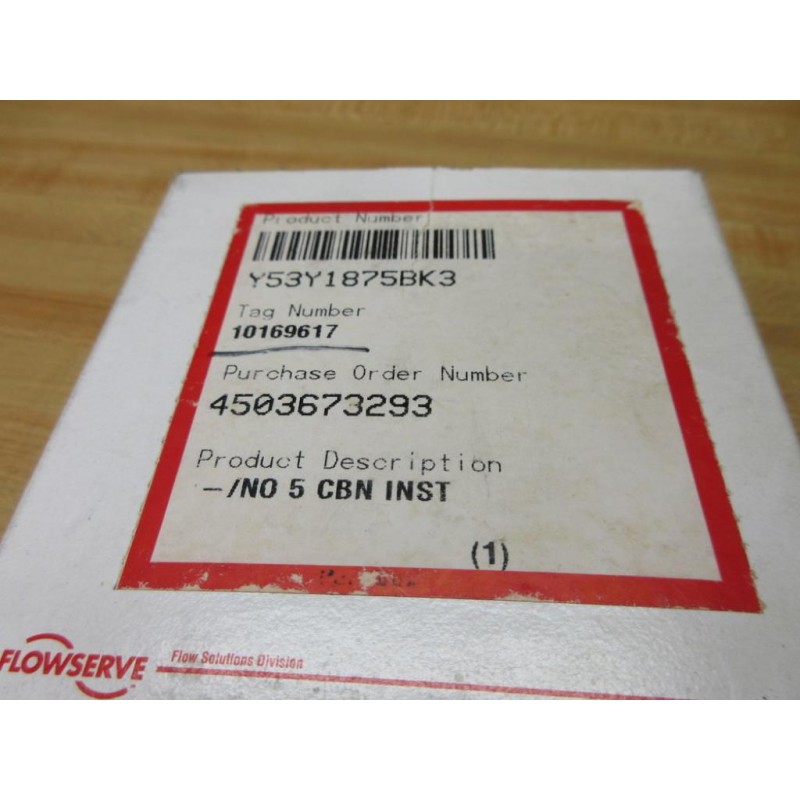 Product Number
Y53Y1875BK3
Tag Number
10169617
Purchase Order Number
4503673293
Product Description
-/NO 5 CBN INST
(1)
FLOWSERVE
Flow Solutions Division